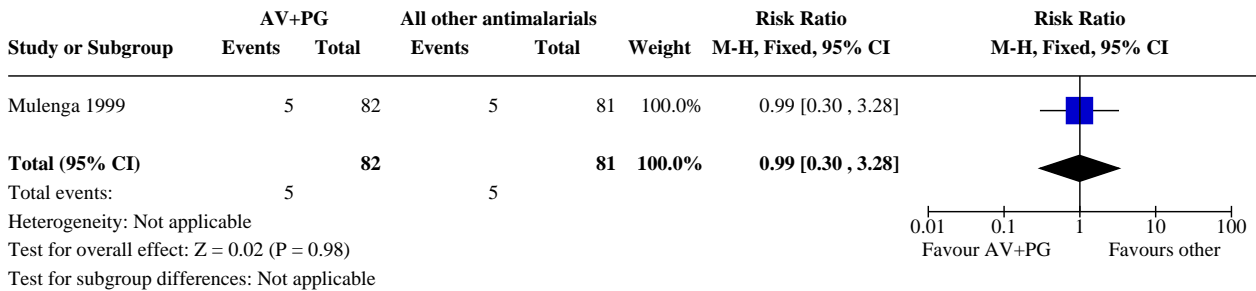 AV+PG All other antimalarials Risk Ratio Risk Ratio
Study or Subgroup Events Total Events Total Weight M-H, Fixed, 95% CI M-H, Fixed, 95% CI
Mulenga 1999 5 82 5 81 100.0% 0.99 [0.30 , 3.28]
Total (95% CI) 82 81 100.0% 0.99 [0.30 , 3.28]
Total events: 5 5
Heterogeneity: Not applicable
0.01 0.1 1 10 100
Test for overall effect: Z = 0.02 (P = 0.98)
Favour AV+PG Favours other
Test for subgroup differences: Not applicable